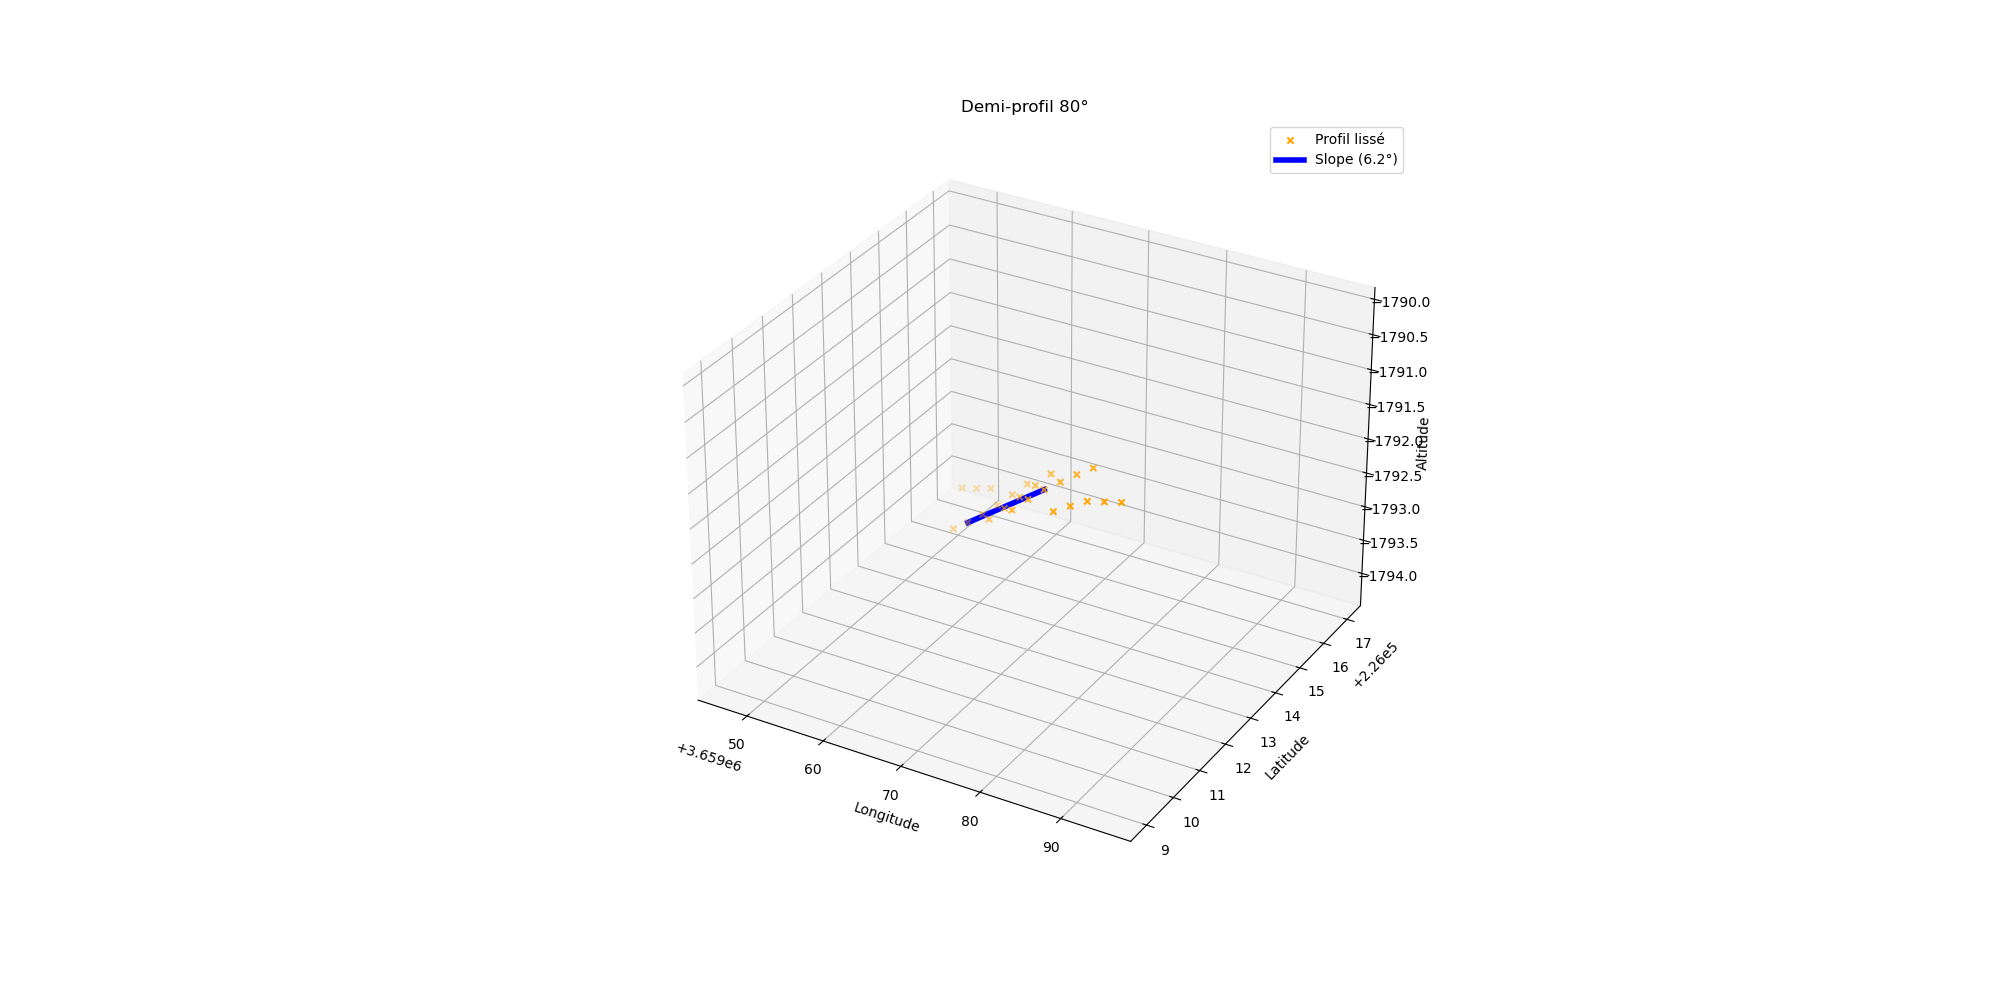 Demi-profil 80°
Profil lissé
Slope (6.2°)
−1790.0
−1790.5
−1791.0
−1791.5
−1792.0
−1792.5
−1793.0
−1793.5
−1794.0
Altitude
17
16
15
14
13
12
11
10
9
+2.26e5
Latitude
50
60
70
80
90
+3.659e6
Longitude